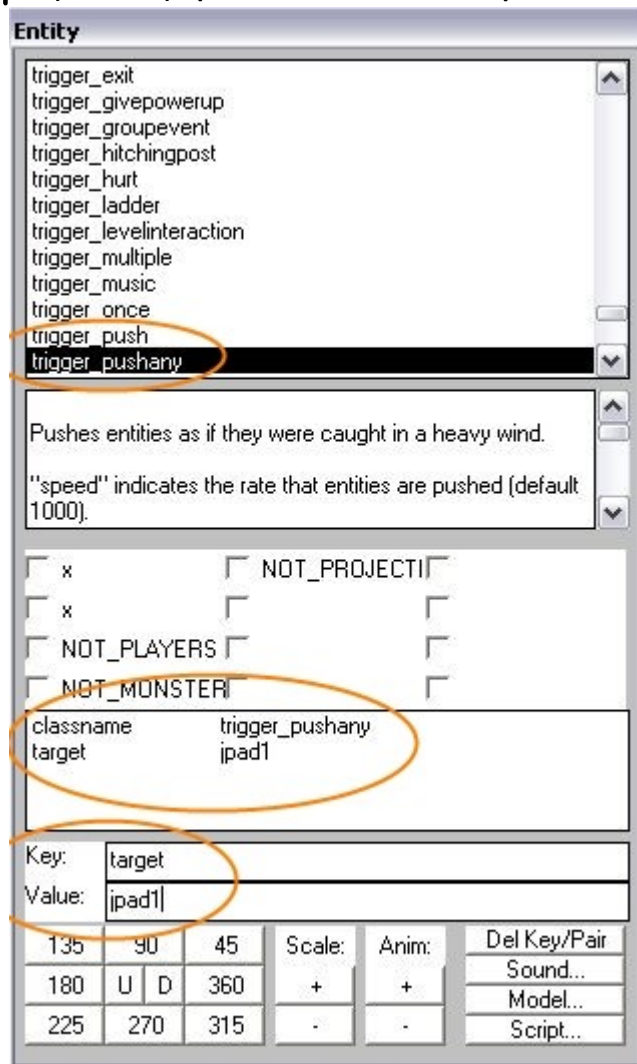 Entity
trigger_exit
trigger_givepowerup
trigger_groupevent
trigger_hitchingpost
trigger_hurt
trigger_ladder
trigger_levelinteraction
trigger_multiple
trigger_music
trigger_once
trigger_push
trigger_pushany
Pushes entities as if they were caught in a heavy wind.
"speed" indicates the rate that entities are pushed (default
1000).
x NOT_PROJECTI
x
NOT_PLAYERS
NOT_MONSTER
classname trigger_pushany
target jpad1
Key: target
Value: jpad1
135 90 45 Scale: Anim: Del Key/Pair
180 U D 360 + + Sound...
Model...
225 270 315 - - Script...